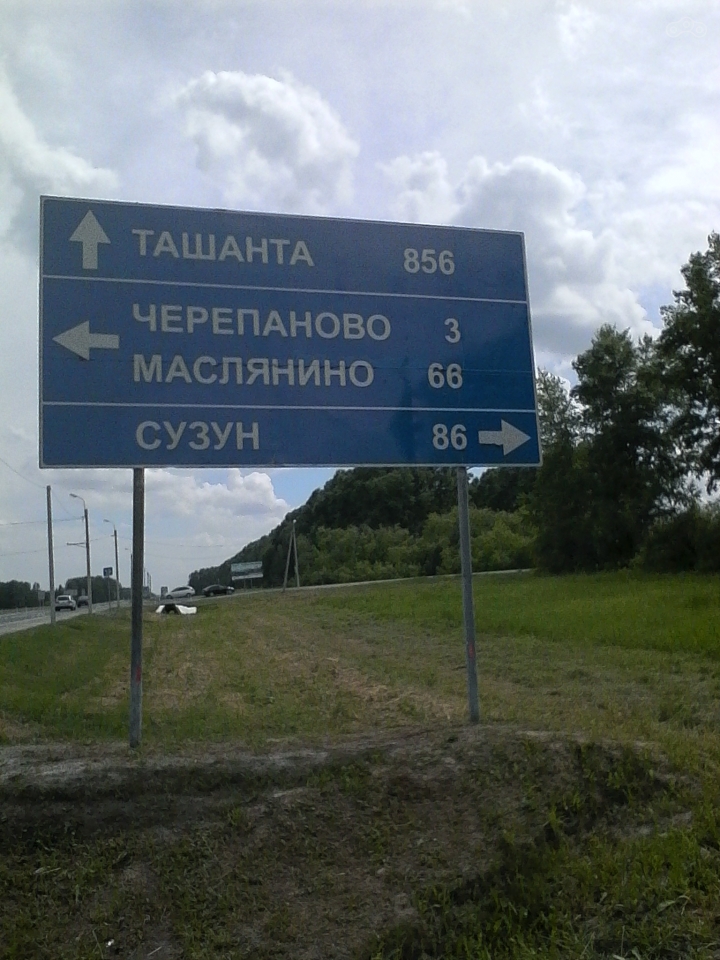 ТАШАНТА 856
ЧЕРЕПАНОВО 3
МАСЛЯНИНО 66
СУЗУН 86